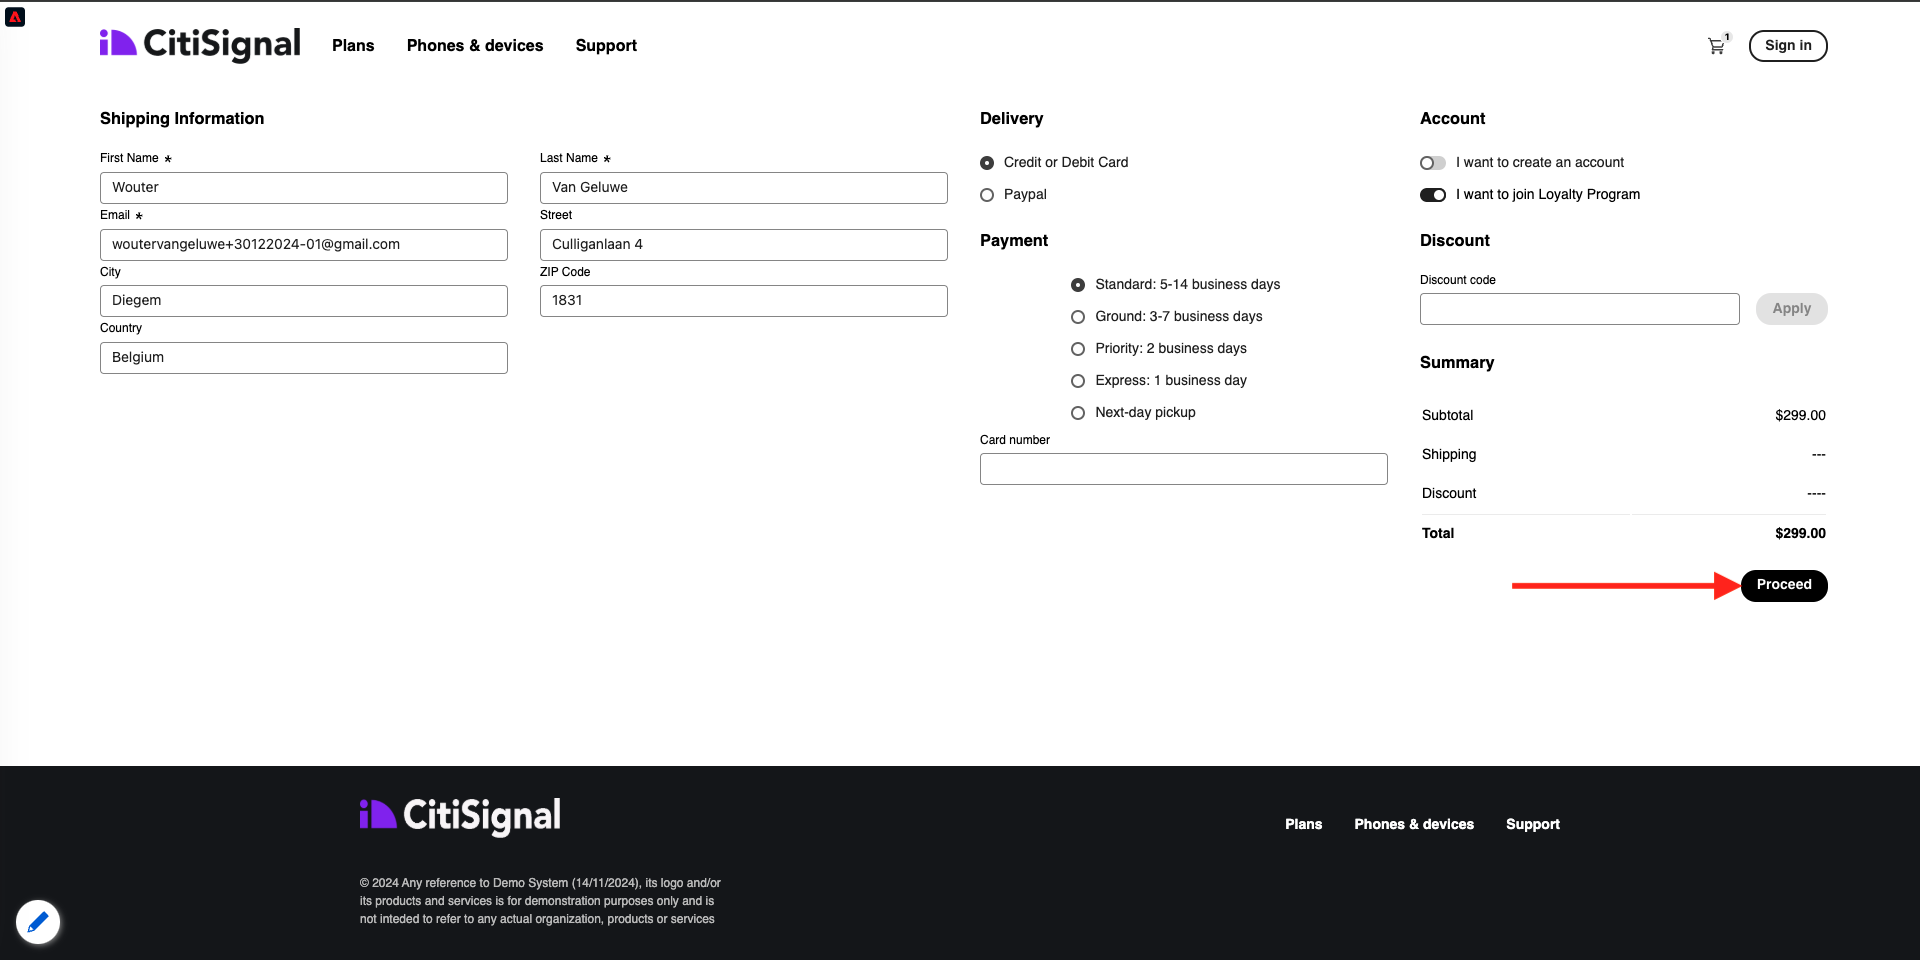 CitiSignal
Plans
Phones & devices
Support
1
Sign in
Shipping Information
First Name *
Wouter
Last Name *
Van Geluwe
Email *
woutervangeluwe+30122024-01@gmail.com
Street
Culliganlaan 4
City
Diegem
ZIP Code
1831
Country
Belgium
Delivery
Credit or Debit Card
Paypal
Payment
Standard: 5-14 business days
Ground: 3-7 business days
Priority: 2 business days
Express: 1 business day
Next-day pickup
Card number
Account
I want to create an account
I want to join Loyalty Program
Discount
Discount code
Apply
Summary
Subtotal $299.00
Shipping ---
Discount ----
Total $299.00
Proceed
CitiSignal
Plans
Phones & devices
Support
© 2024 Any reference to Demo System (14/11/2024), its logo and/or
its products and services is for demonstration purposes only and is
not inteded to refer to any actual organization, products or services